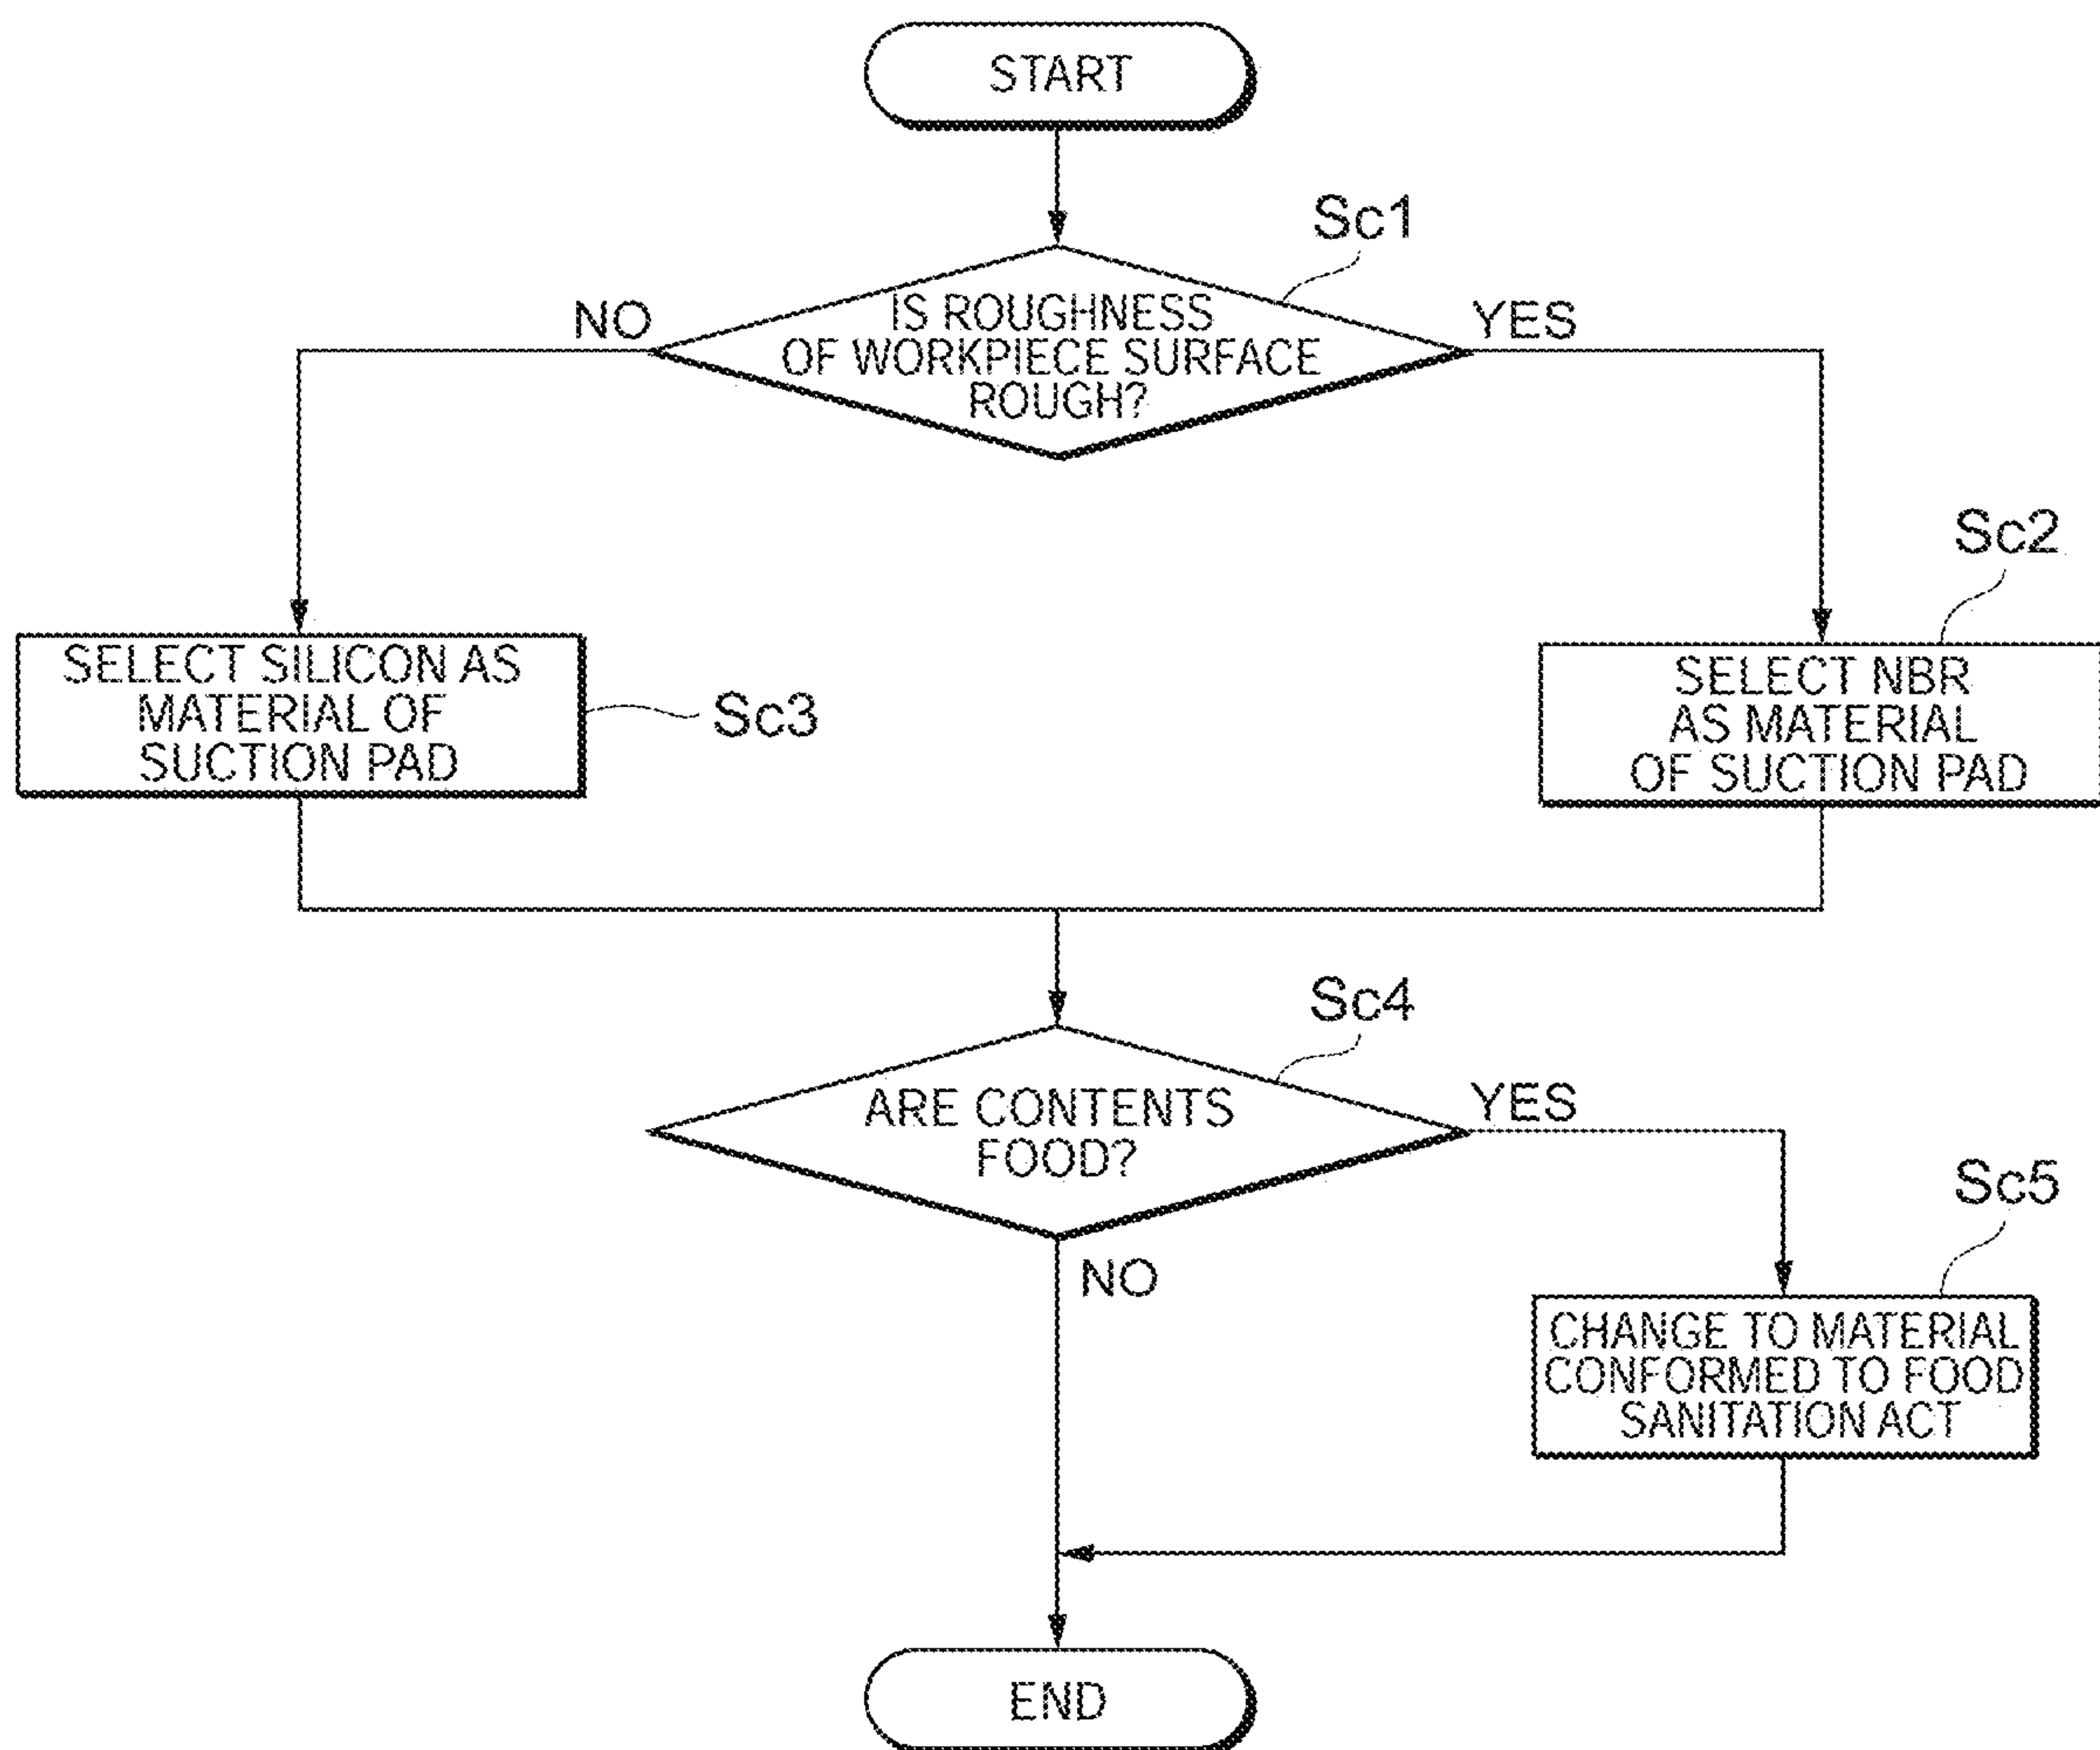 START
Sc1
NO
YES
IS ROUGHNESS
OF WORKPIECE SURFACE
ROUGH?
Sc2
SELECT SILICON AS
MATERIAL OF
SUCTION PAD
Sc3
SELECT NBR
AS MATERIAL
OF SUCTION PAD
Sc4
ARE CONTENTS
FOOD?
YES
NO
Sc5
CHANGE TO MATERIAL
CONFORMED TO FOOD
SANITATION ACT
END